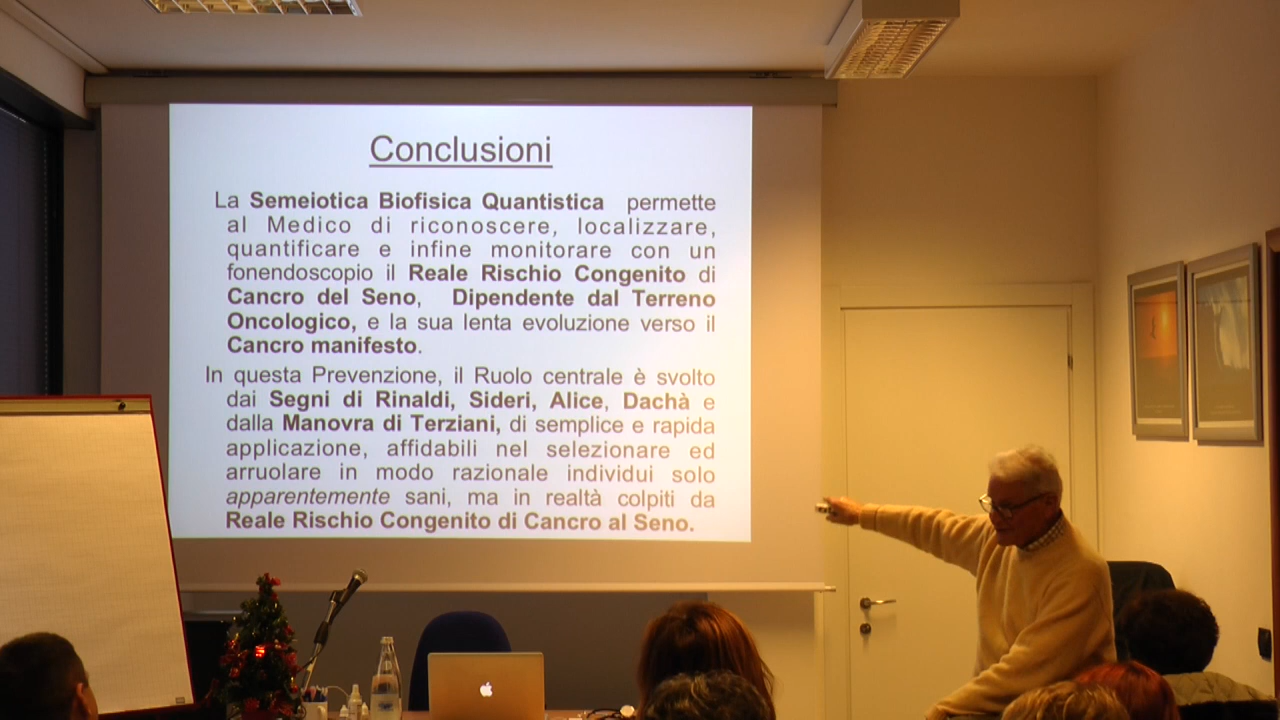 Conclusioni
La Semeiotica Biofisica Quantistica permette
al Medico di riconoscere, localizzare,
quantificare e infine monitorare con un
fonendoscopio il Reale Rischio Congenito di
Cancro del Seno, Dipendente dal Terreno
Oncologico, e la sua lenta evoluzione verso il
Cancro manifesto.
In questa Prevenzione, il Ruolo centrale è svolto
dai Segni di Rinaldi, Sideri, Alice, Dachà e
dalla Manovra di Terziani, di semplice e rapida
applicazione, affidabili nel selezionare ed
arruolare in modo razionale individui solo
apparentemente sani, ma in realtà colpiti da
Reale Rischio Congenito di Cancro al Seno.